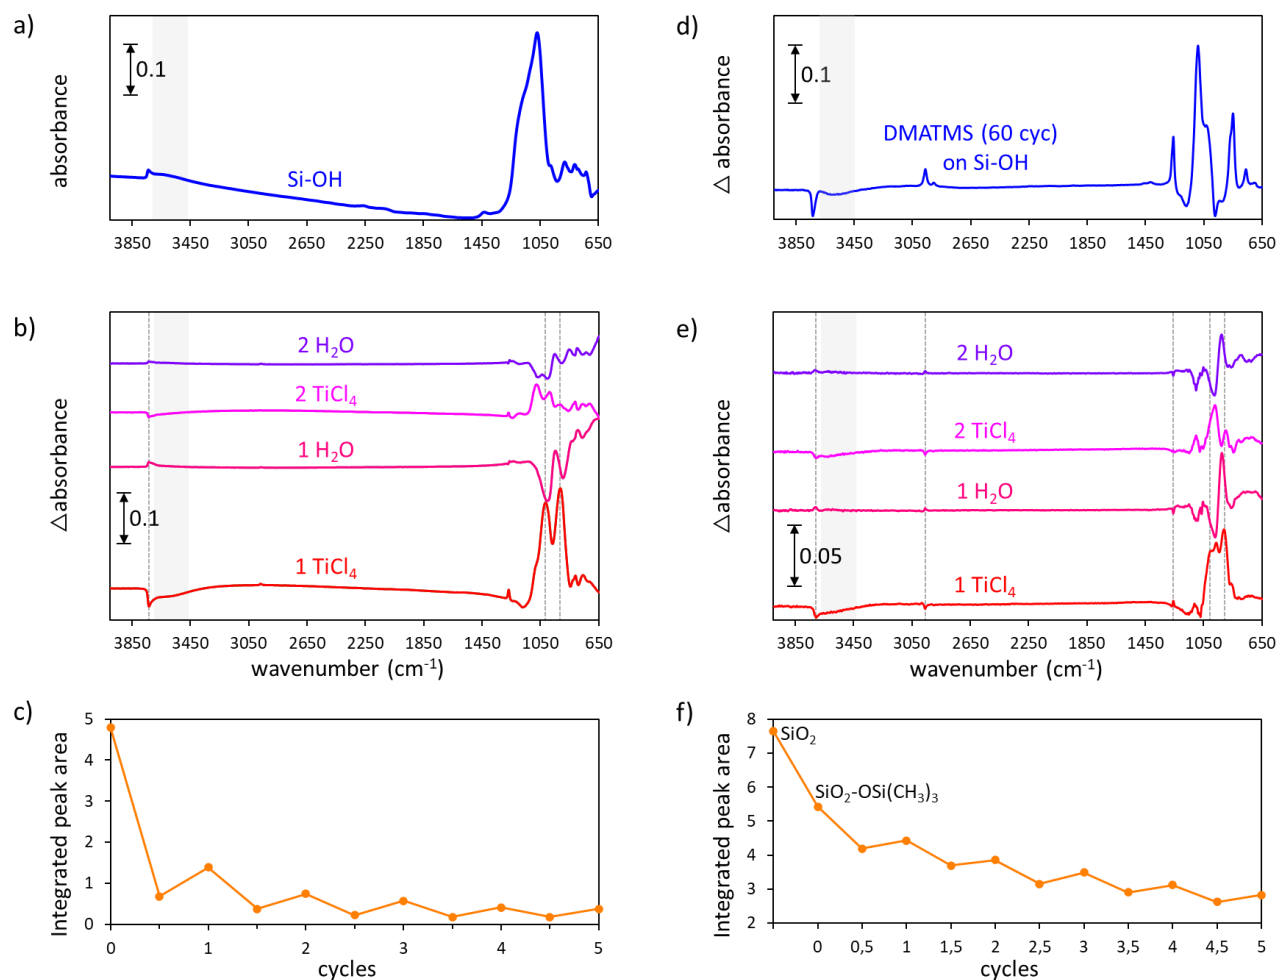 a)
absorbance
0.1
Si-OH
3850 3450 3050 2650 2250 1850 1450 1050 650
d)
△ absorbance
0.1
DMATMS (60 cyc)
on Si-OH
3850 3450 3050 2650 2250 1850 1450 1050 650
b)
△absorbance
2 H₂O
2 TiCl₄
1 H₂O
0.1
1 TiCl₄
3850 3450 3050 2650 2250 1850 1450 1050 650
wavenumber (cm⁻¹)
e)
△absorbance
2 H₂O
2 TiCl₄
1 H₂O
0.05
1 TiCl₄
3850 3450 3050 2650 2250 1850 1450 1050 650
wavenumber (cm⁻¹)
c)
Integrated peak area
5
4
3
2
1
0
0 1 2 3 4 5
cycles
f)
Integrated peak area
8
7
6
5
4
3
2
SiO₂
SiO₂-OSi(CH₃)₃
0 0,5 1 1,5 2 2,5 3 3,5 4 4,5 5
cycles